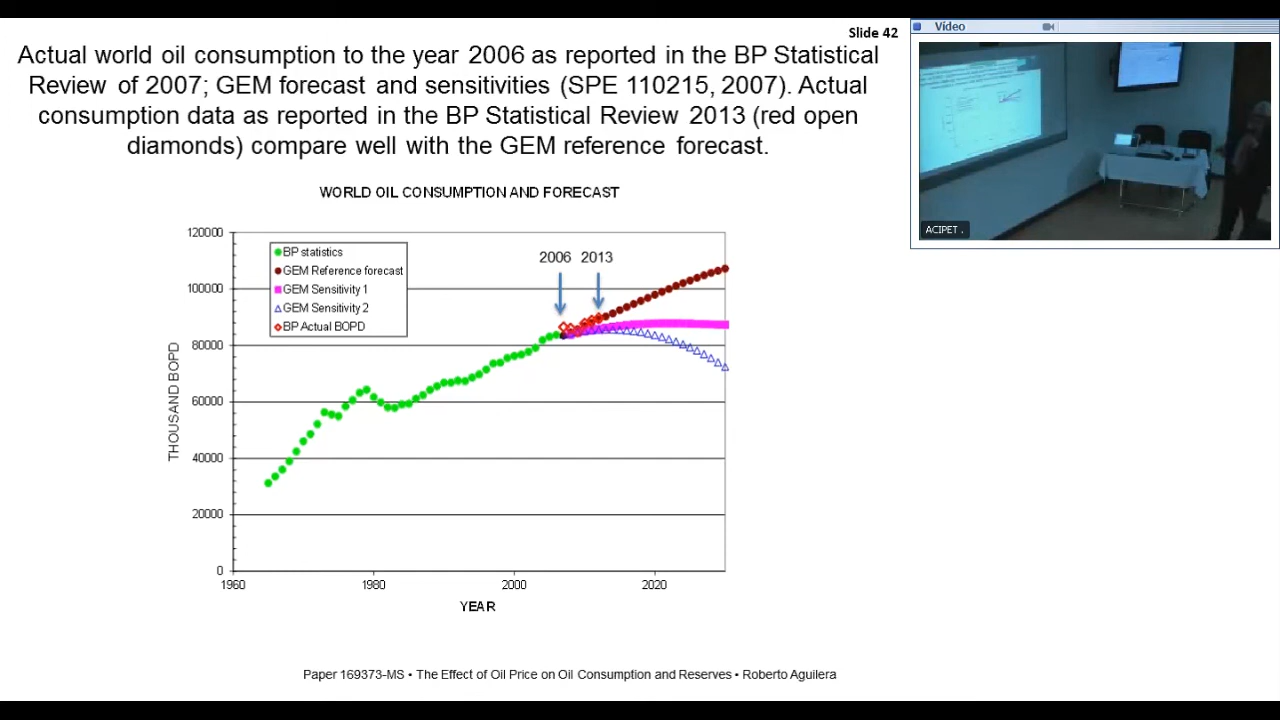 Slide 42
Actual world oil consumption to the year 2006 as reported in the BP Statistical
Review of 2007; GEM forecast and sensitivities (SPE 110215, 2007). Actual
consumption data as reported in the BP Statistical Review 2013 (red open
diamonds) compare well with the GEM reference forecast.
WORLD OIL CONSUMPTION AND FORECAST
THOUSAND BOPD
120000
100000
80000
60000
40000
20000
0
BP statistics
GEM Reference forecast
GEM Sensitivity 1
GEM Sensitivity 2
BP Actual BOPD
2006 2013
1960 1980 2000 2020
YEAR
Paper 169373-MS • The Effect of Oil Price on Oil Consumption and Reserves • Roberto Aguilera
Vídeo
ACIPET .